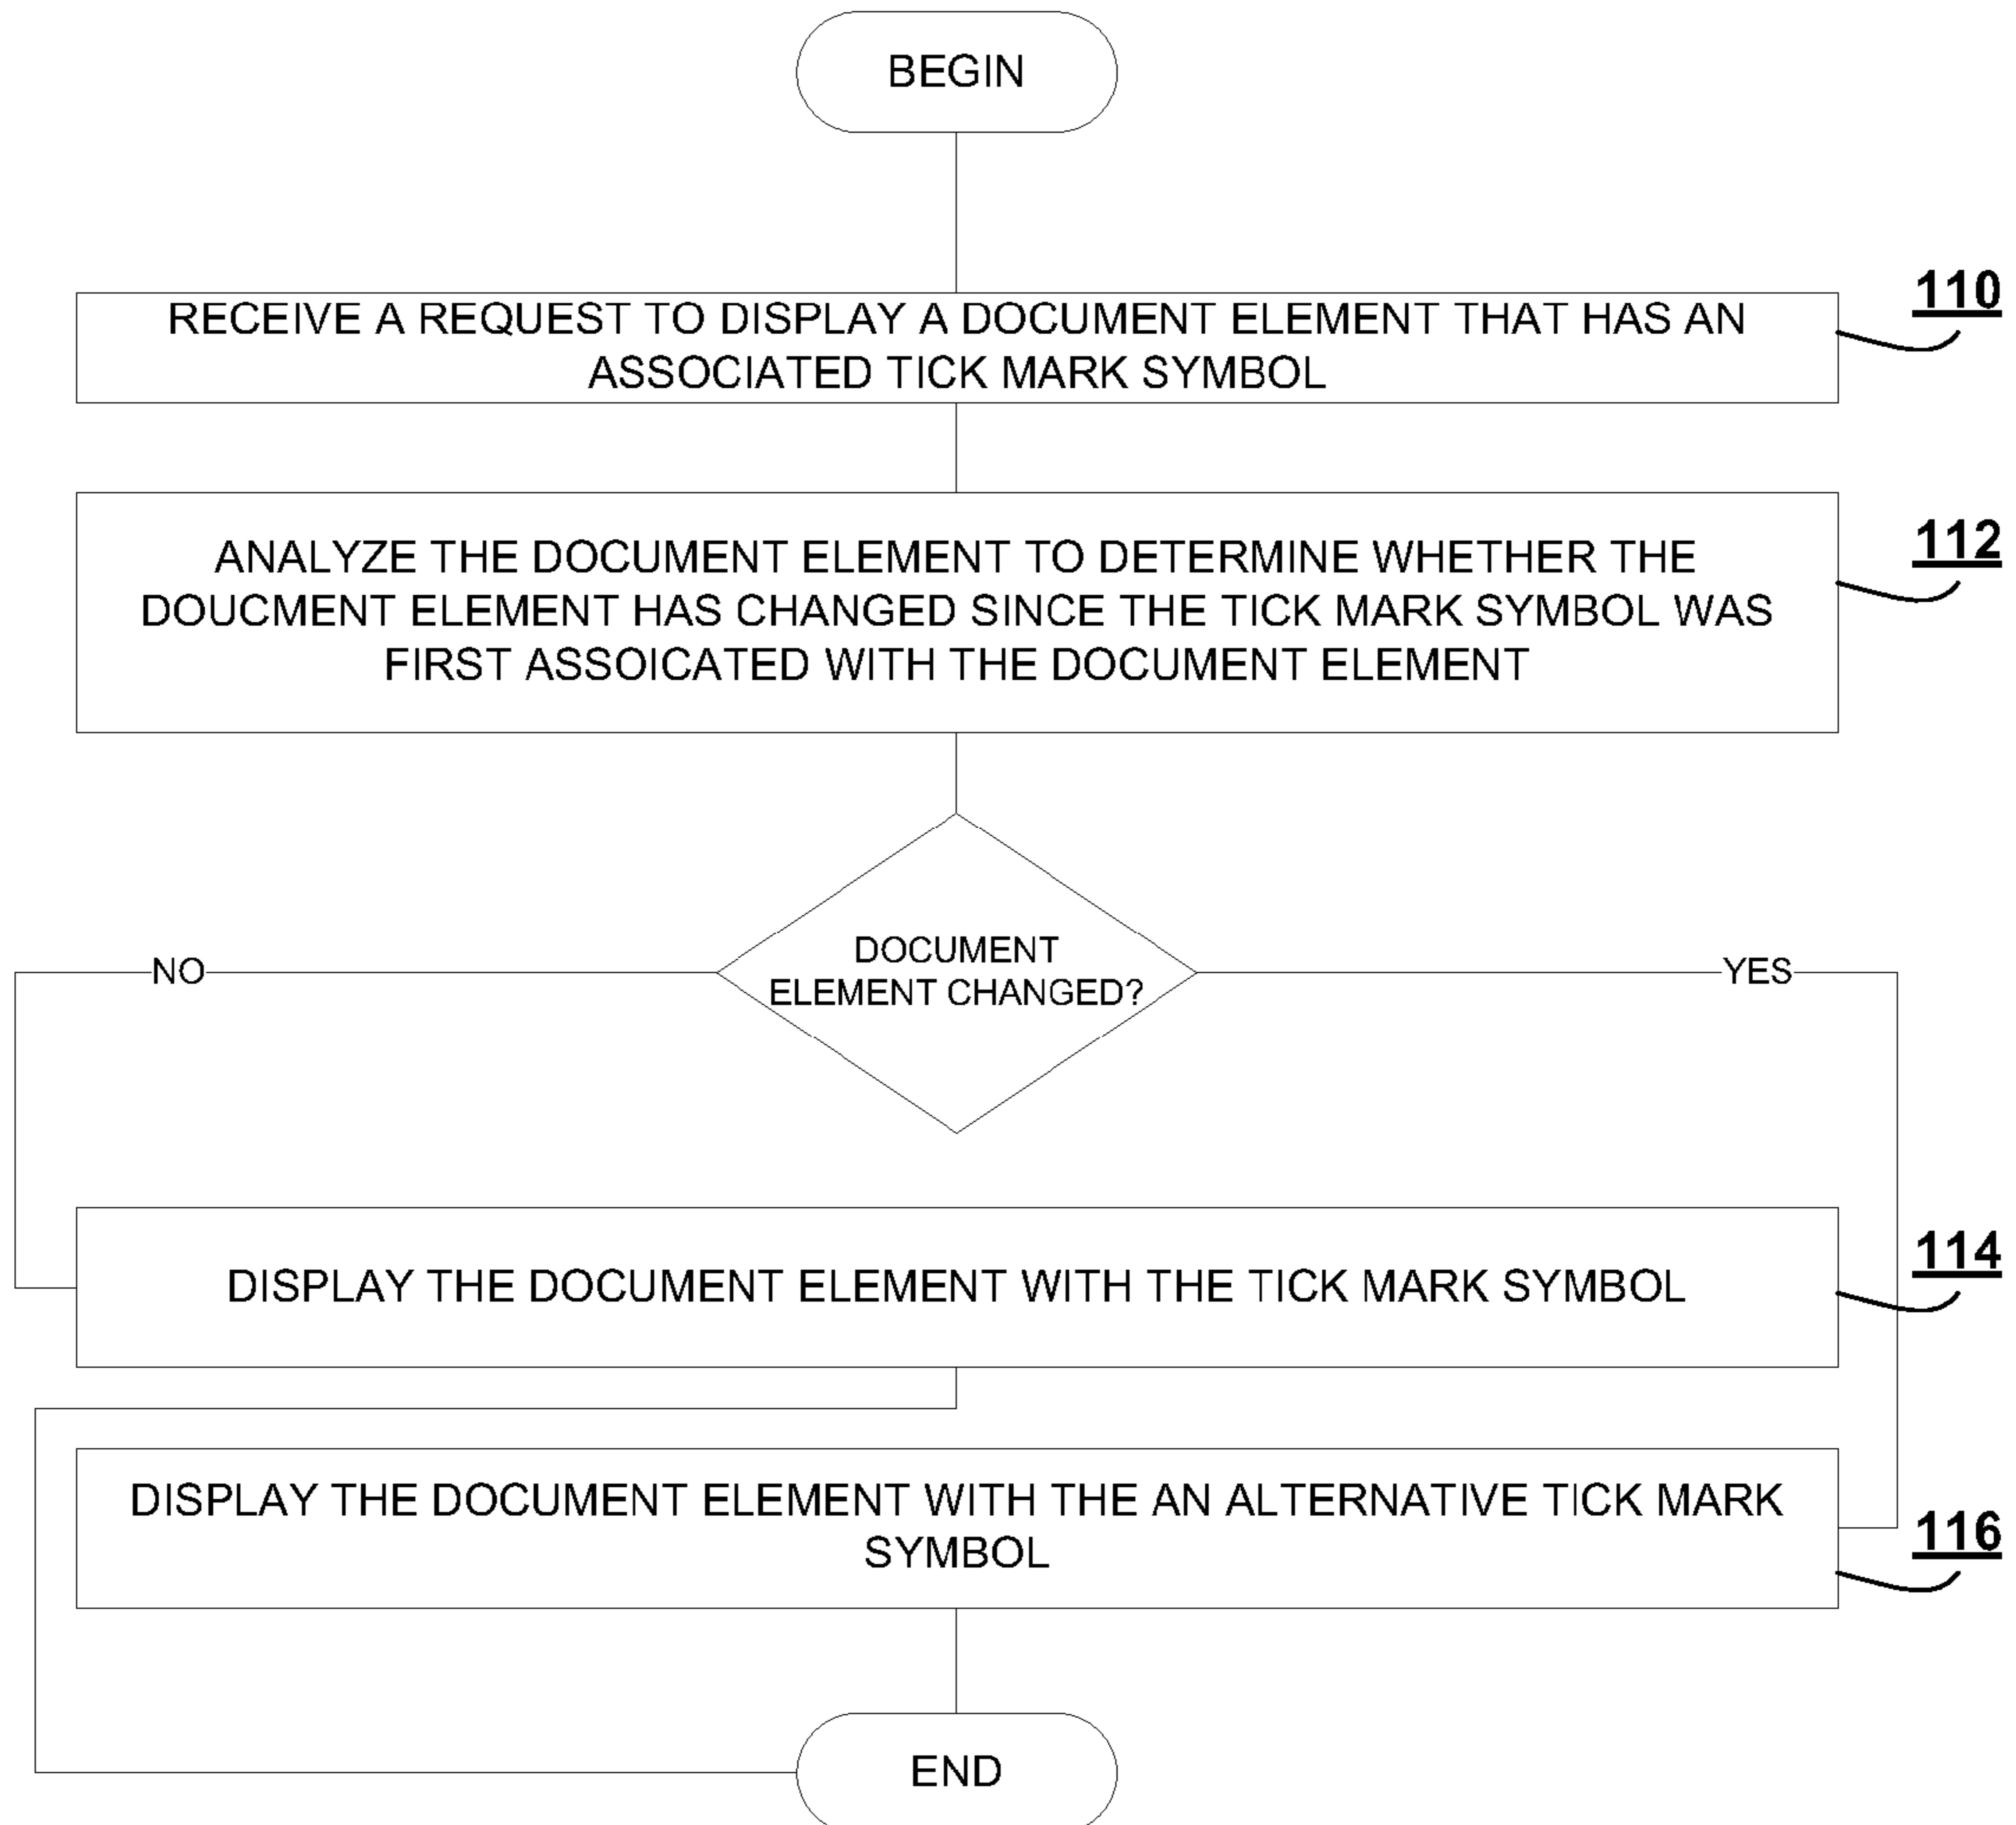 BEGIN
110
RECEIVE A REQUEST TO DISPLAY A DOCUMENT ELEMENT THAT HAS AN
ASSOCIATED TICK MARK SYMBOL
112
ANALYZE THE DOCUMENT ELEMENT TO DETERMINE WHETHER THE
DOUCMENT ELEMENT HAS CHANGED SINCE THE TICK MARK SYMBOL WAS
FIRST ASSOICATED WITH THE DOCUMENT ELEMENT
DOCUMENT
ELEMENT CHANGED?
NO
YES
114
DISPLAY THE DOCUMENT ELEMENT WITH THE TICK MARK SYMBOL
DISPLAY THE DOCUMENT ELEMENT WITH THE AN ALTERNATIVE TICK MARK
SYMBOL
116
END